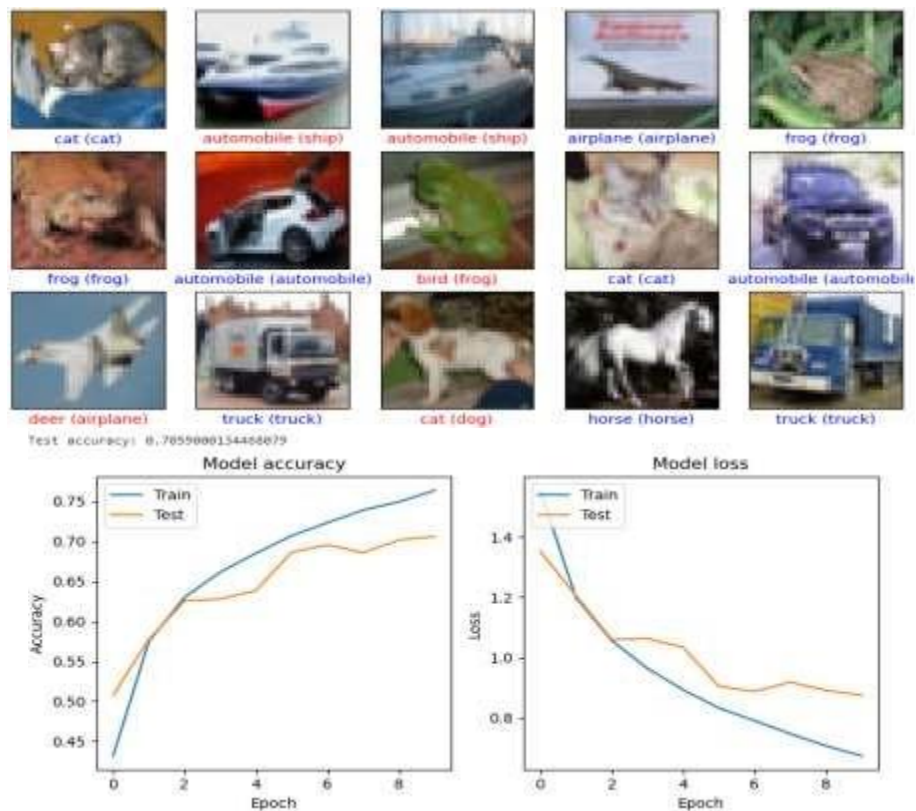 cat (cat) automobile (ship) automobile (ship) airplane (airplane) frog (frog)
frog (frog) automobile (automobile) bird (frog) cat (cat) automobile (automobil
deer (airplane) truck (truck) cat (dog) horse (horse) truck (truck)
Test accuracy:
Model accuracy Model loss
Train
Test
0.75
0.70
0.65
0.60
0.55
0.50
0.45
Accuracy
0 2 4 6 8
Epoch
Train
Test
1.4
1.2
1.0
0.8
Loss
0 2 4 6 8
Epoch